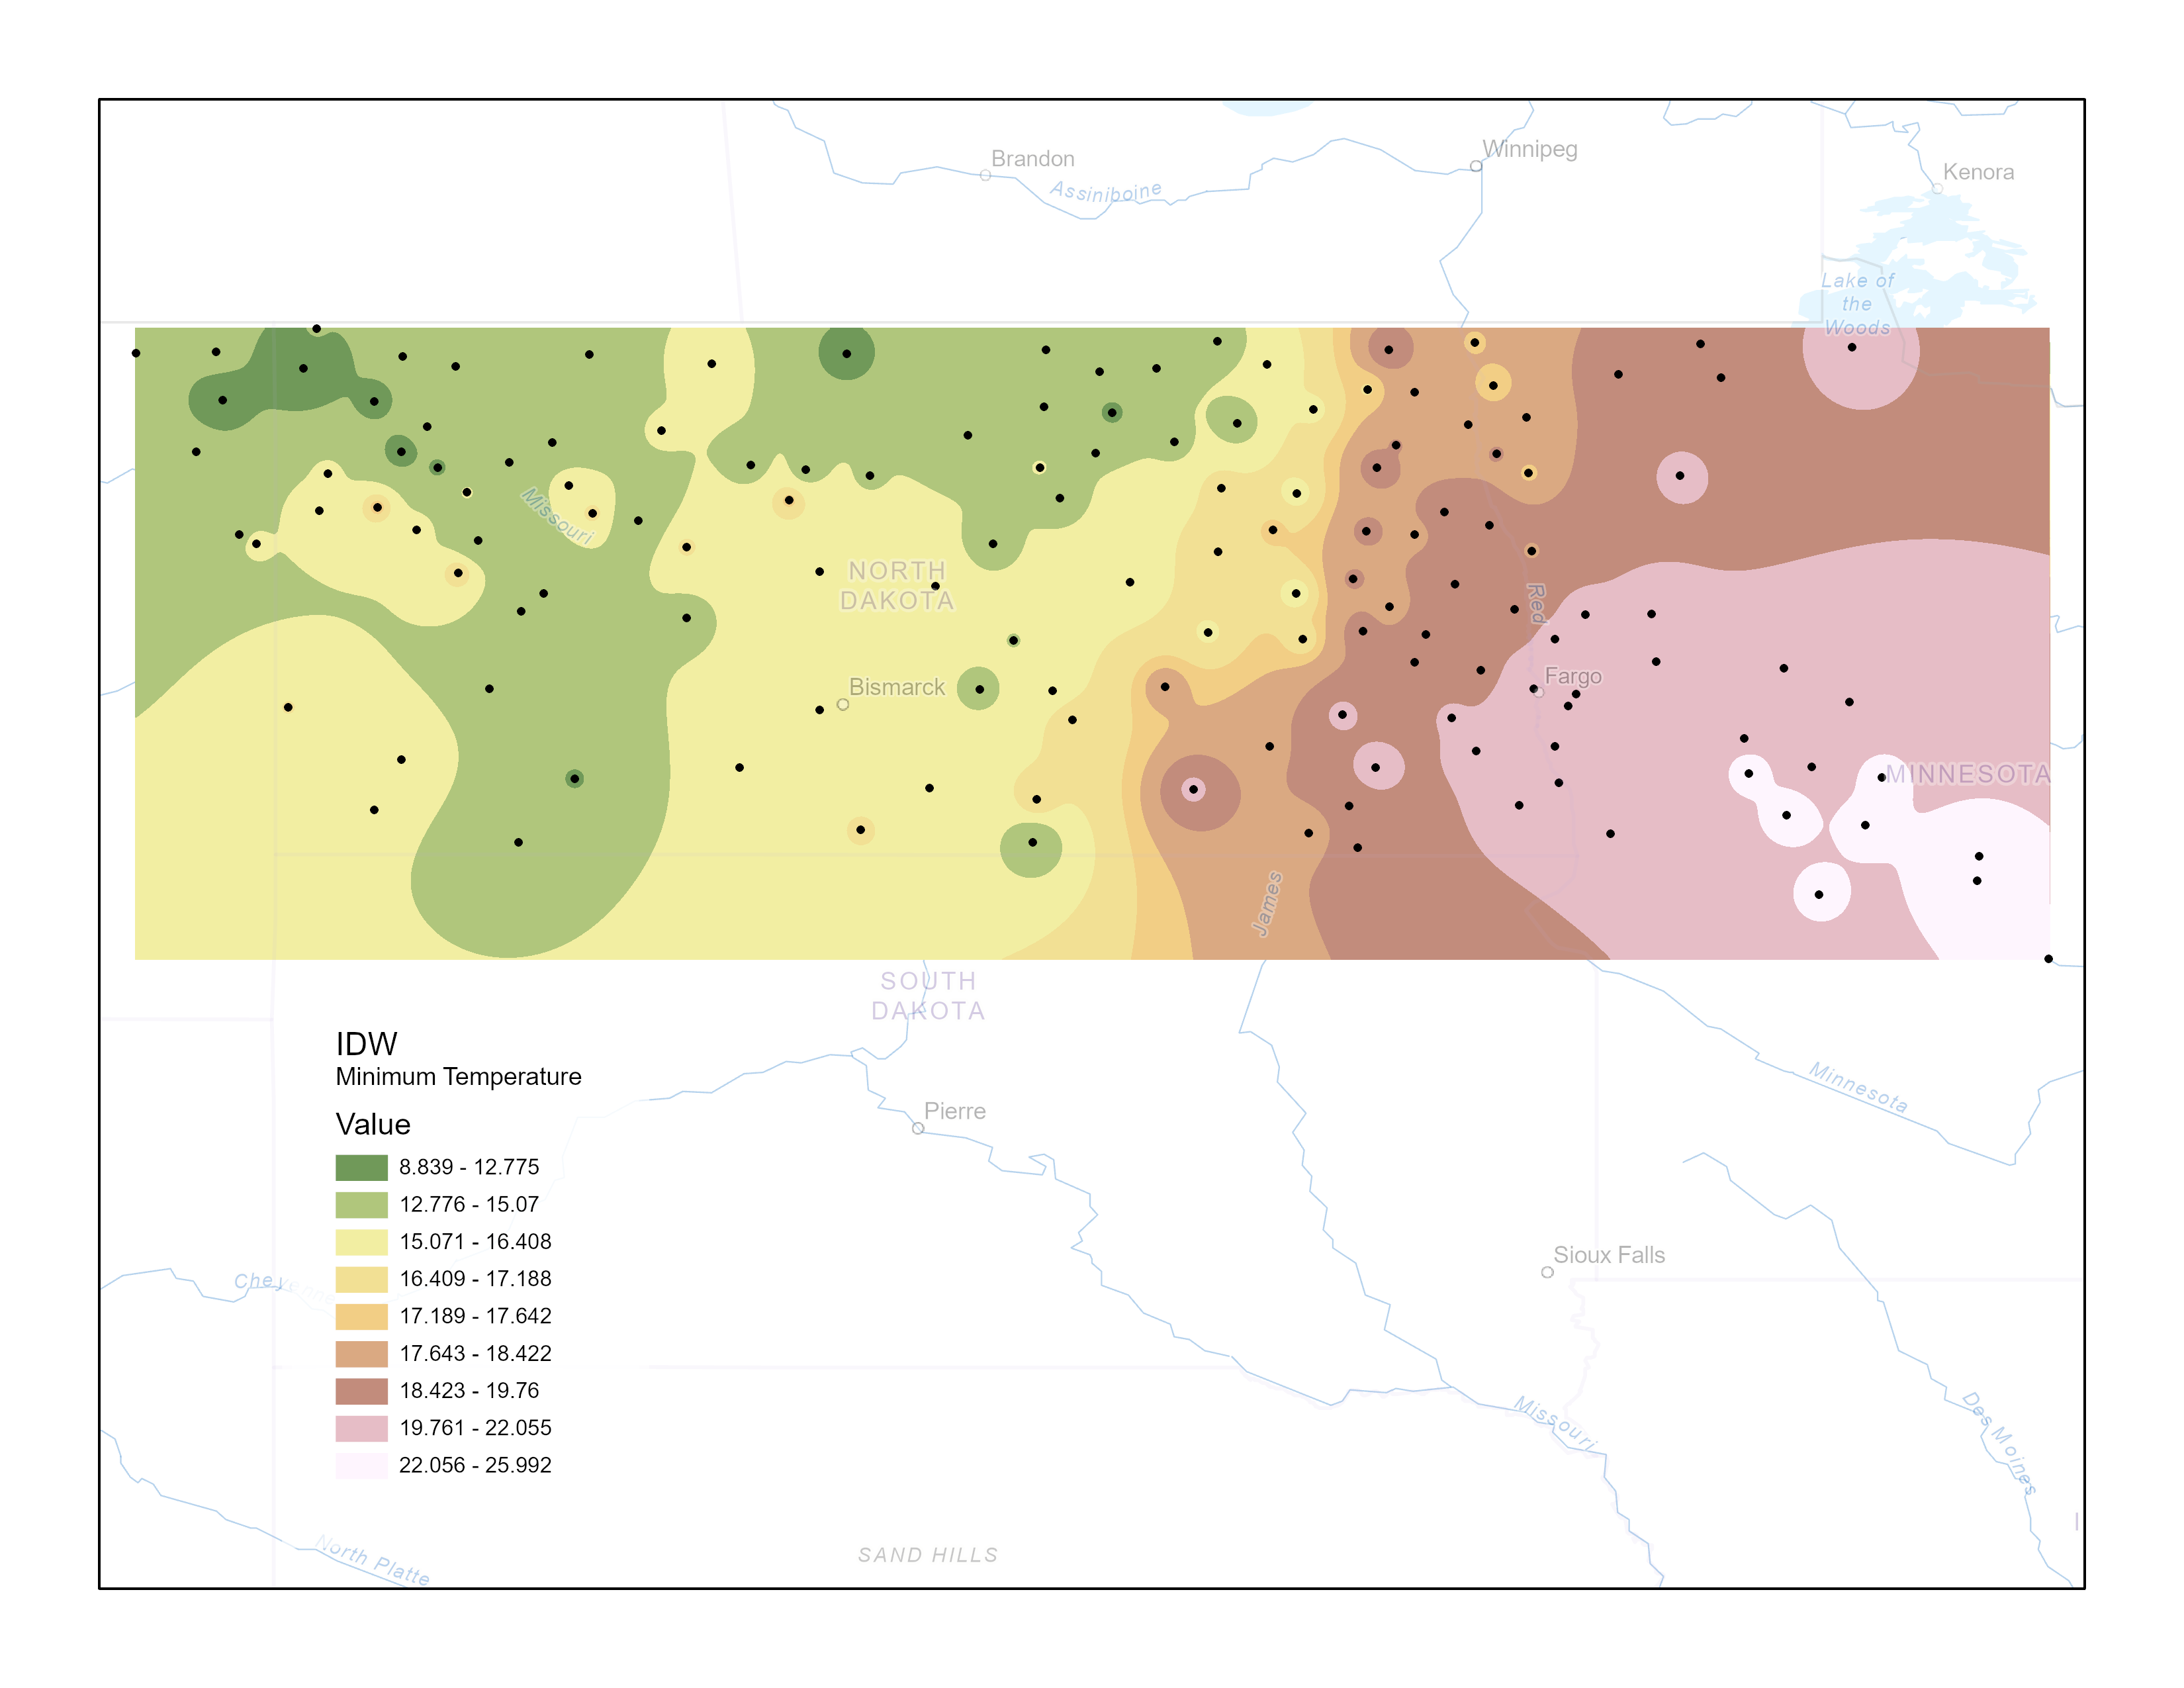 Brandon
Winnipeg
Assiniboine
Kenora
Lake of
the
Woods
Missouri
NORTH
DAKOTA
Red
Bismarck
Fargo
MINNESOTA
James
SOUTH
DAKOTA
IDW
Minimum Temperature
Value
8.839 - 12.775
12.776 - 15.07
15.071 - 16.408
16.409 - 17.188
17.189 - 17.642
17.643 - 18.422
18.423 - 19.76
19.761 - 22.055
22.056 - 25.992
Pierre
Minnesota
Sioux Falls
Cheyenne
Missouri
Des Moines
SAND HILLS
North Platte